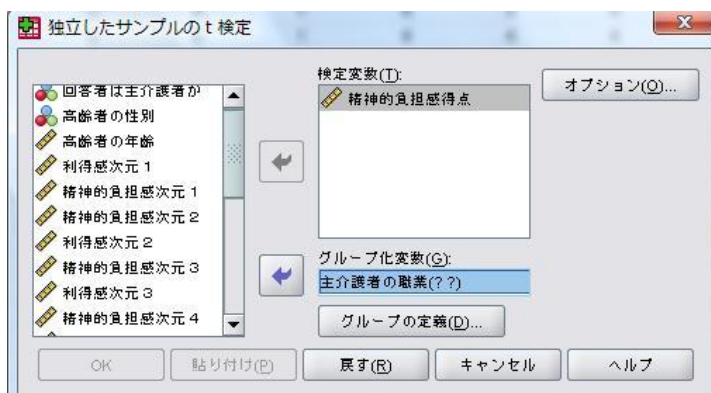 独立したサンプルの t 検定
回答者は主介護者か
高齢者の性別
高齢者の年齢
利得感次元 1
精神的負担感次元 1
精神的負担感次元 2
利得感次元 2
精神的負担感次元 3
利得感次元 3
精神的負担感次元 4
検定変数(T):
精神的負担感得点
オプション(O)...
グループ化変数(G):
主介護者の職業(? ?)
グループの定義(D)...
OK
貼り付け(P)
戻す(R)
キャンセル
ヘルプ